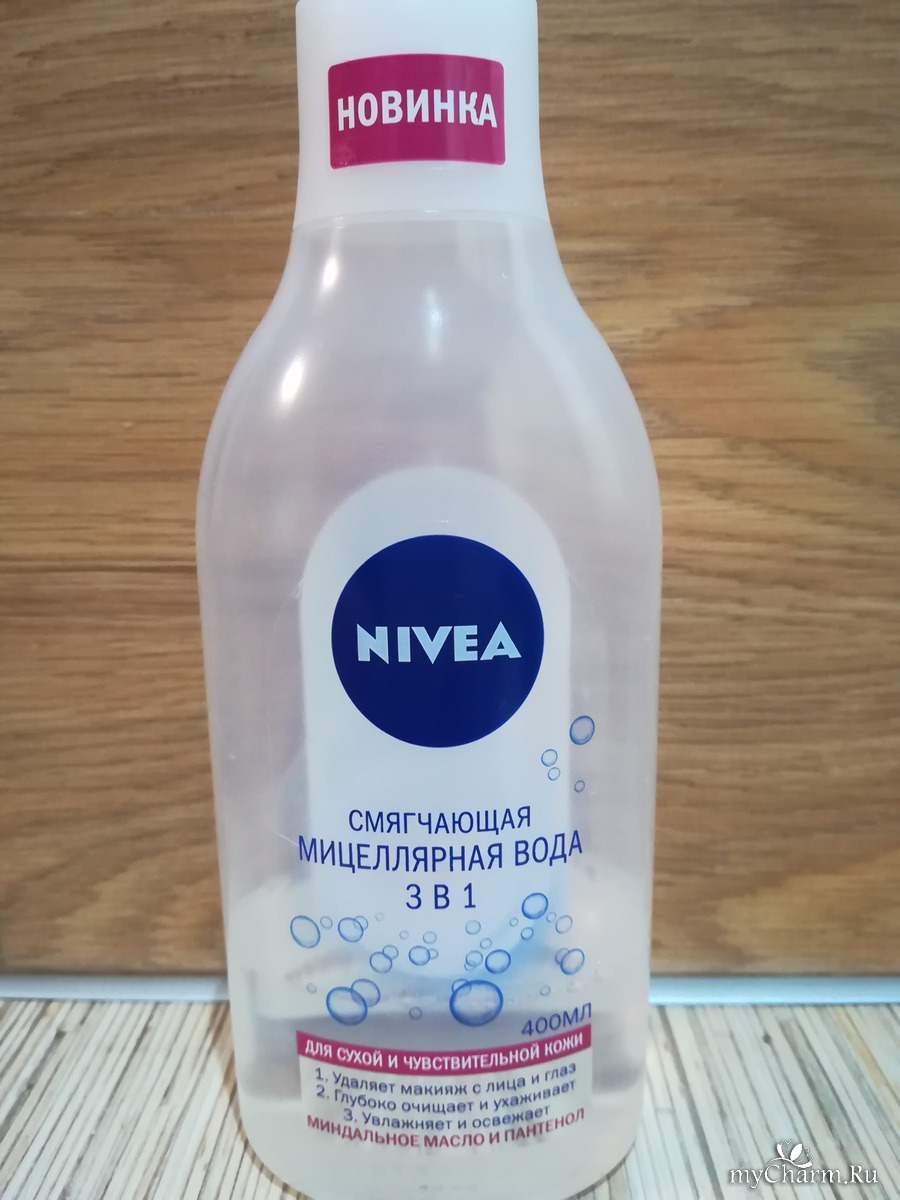 НОВИНКА
NIVEA
СМЯГЧАЮЩАЯ
МИЦЕЛЛЯРНАЯ ВОДА
3 В 1
400МЛ
ДЛЯ СУХОЙ И ЧУВСТВИТЕЛЬНОЙ КОЖИ
1. Удаляет макияж с лица и глаз
2. Глубоко очищает и ухаживает
3. Увлажняет и освежает
МИНДАЛЬНОЕ МАСЛО И ПАНТЕНОЛ
myCharm.Ru